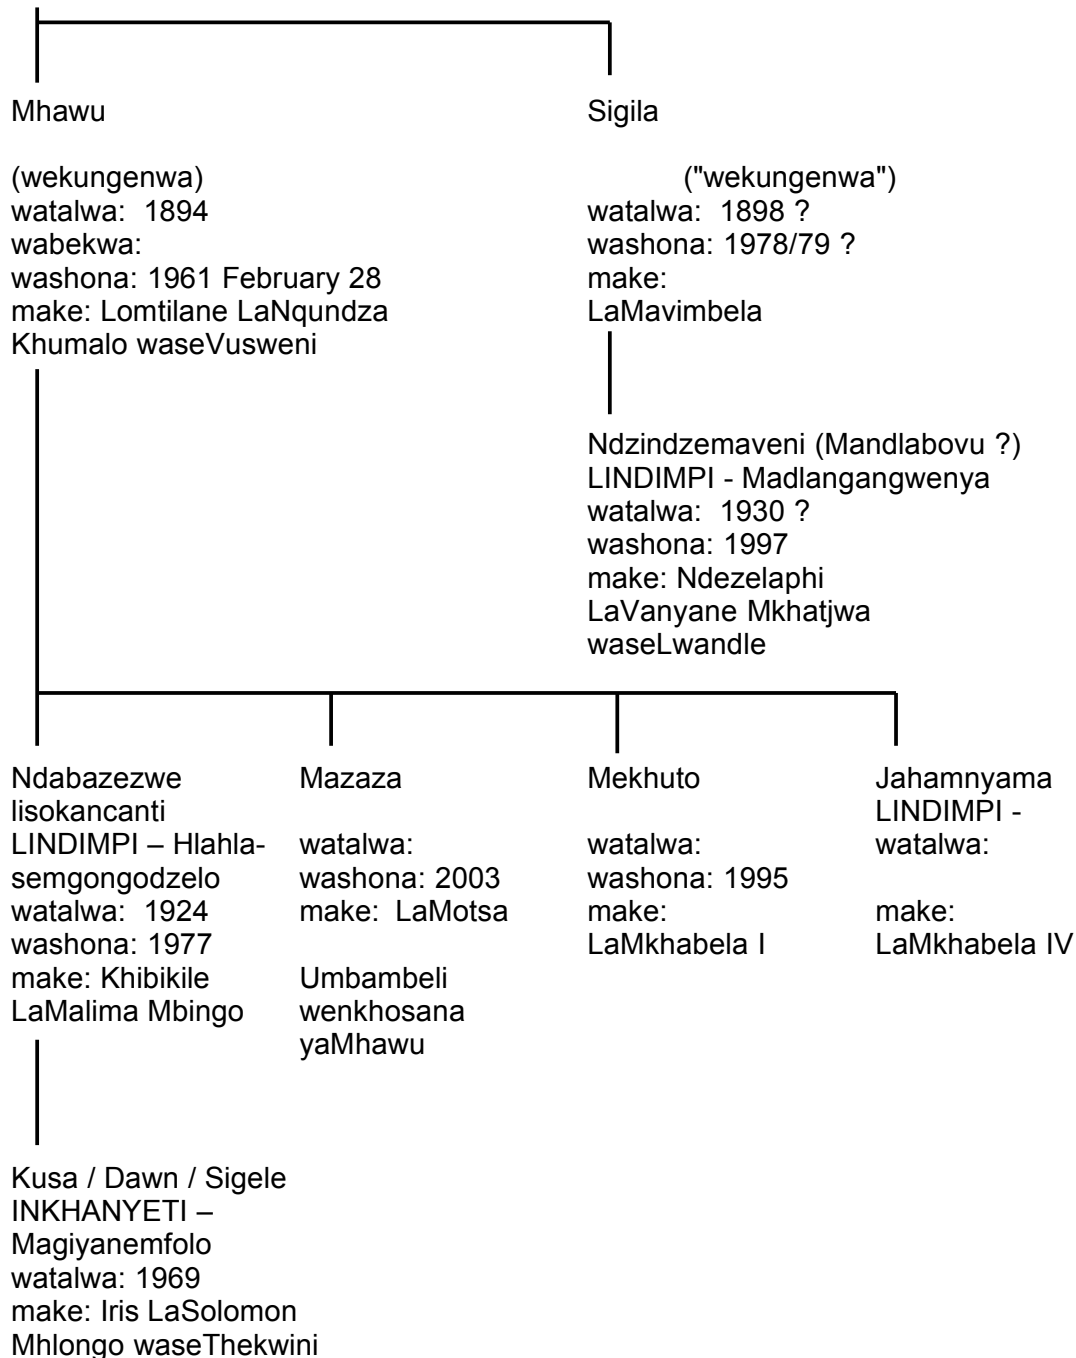 Mhawu
(wekungenwa)
watalwa: 1894
wabekwa:
washona: 1961 February 28
make: Lomtilane LaNqundza
Khumalo waseVusweni
Sigila
("wekungenwa")
watalwa: 1898 ?
washona: 1978/79 ?
make:
LaMavimbela
Ndzindzemaveni (Mandlabovu ?)
LINDIMPI - Madlangangwenya
watalwa: 1930 ?
washona: 1997
make: Ndezelaphi
LaVanyane Mkhatjwa
waseLwandle
Ndabazezwe
lisokancanti
LINDIMPI – Hlahla-
semgongodzelo
watalwa: 1924
washona: 1977
make: Khibikile
LaMalima Mbingo
Mazaza
watalwa:
washona: 2003
make: LaMotsa
Umbambeli
wenkhosana
yaMhawu
Mekhuto
watalwa:
washona: 1995
make:
LaMkhabela I
Jahamnyama
LINDIMPI -
watalwa:
make:
LaMkhabela IV
Kusa / Dawn / Sigele
INKHANYETI –
Magiyanemfolo
watalwa: 1969
make: Iris LaSolomon
Mhlongo waseThekwini